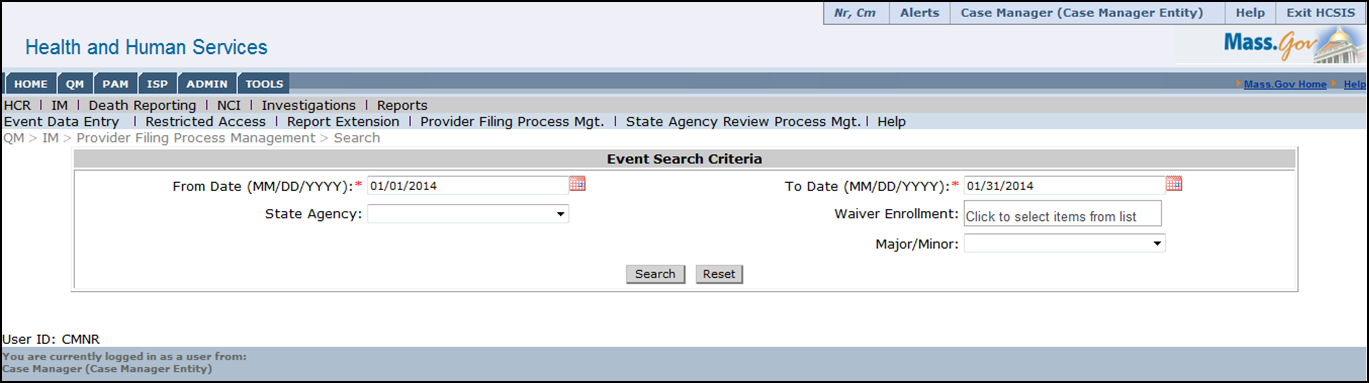 Nr, Cm Alerts Case Manager (Case Manager Entity) Help Exit HCSIS
Health and Human Services
Mass.Gov
HOME QM PAM ISP ADMIN TOOLS
Mass.Gov Home Help
HCR | IM | Death Reporting | NCI | Investigations | Reports
Event Data Entry | Restricted Access | Report Extension | Provider Filing Process Mgt. | State Agency Review Process Mgt. | Help
QM > IM > Provider Filing Process Management > Search
Event Search Criteria
From Date (MM/DD/YYYY):* 01/01/2014 To Date (MM/DD/YYYY):* 01/31/2014
State Agency: Waiver Enrollment: Click to select items from list
Major/Minor:
Search Reset
User ID: CMNR
You are currently logged in as a user from:
Case Manager (Case Manager Entity)